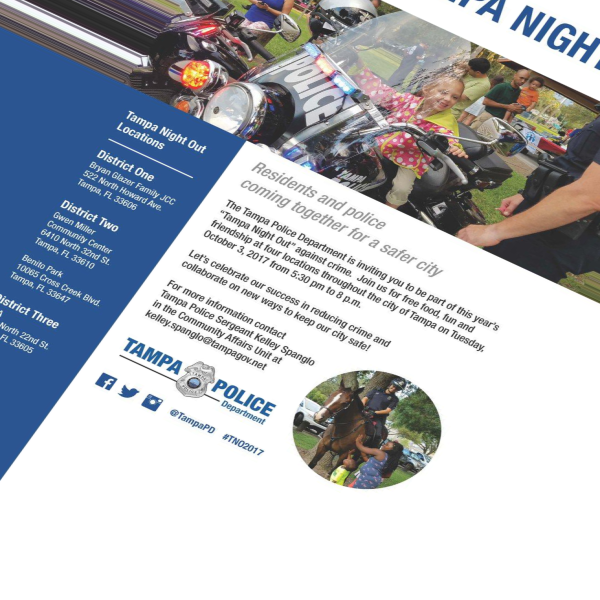 PA NIGHT
POLICE
Tampa Night Out
Locations
District One
Bryan Glazer Family JCC
522 North Howard Ave.
Tampa, FL 33606
District Two
Gwen Miller
Community Center
6410 North 32nd St.
Tampa, FL 33610
Benito Park
10065 Cross Creek Blvd.
Tampa, FL 33647
District Three
North 22nd St.
FL 33605
Residents and police
coming together for a safer city
The Tampa Police Department is inviting you to be part of this year's
"Tampa Night Out" against crime. Join us for free food, fun and
friendship at four locations throughout the city of Tampa on Tuesday,
October 3, 2017 from 5:30 pm to 8 p.m.
Let's celebrate our success in reducing crime and
collaborate on new ways to keep our city safe!
For more information contact
Tampa Police Sergeant Kelley Spanglo
in the Community Affairs Unit at
kelley.spanglo@tampagov.net
TAMPA
POLICE
Department
@TampaPD #TNO2017